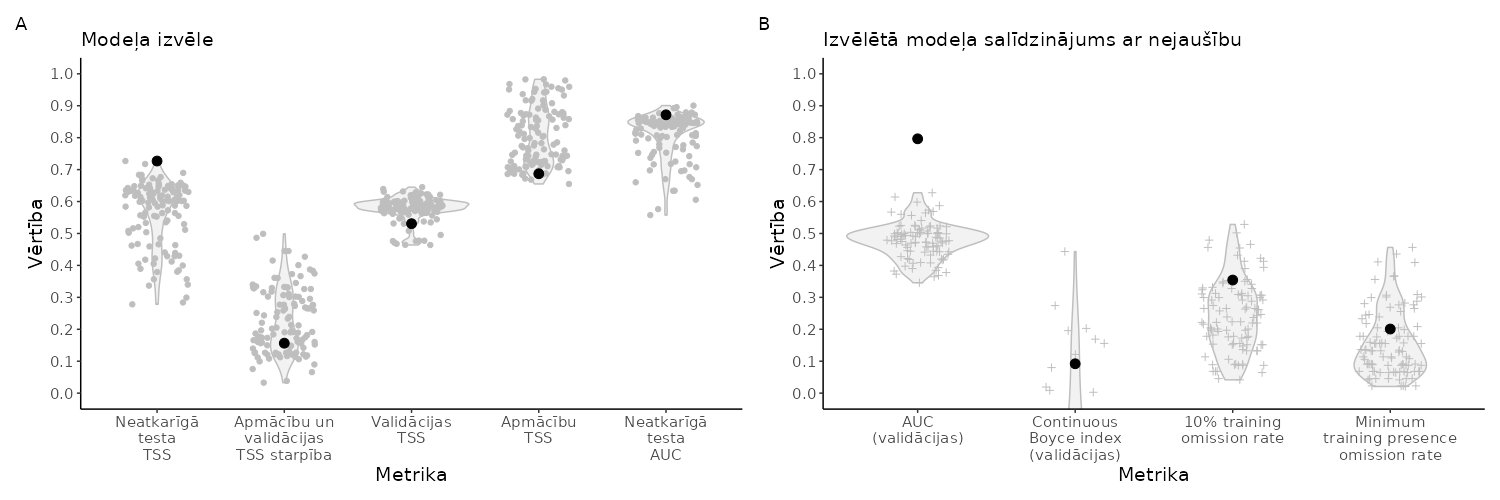 A
Modeļa izvēle
Vērtība
1.0
0.9
0.8
0.7
0.6
0.5
0.4
0.3
0.2
0.1
0.0
Neatkarīgā
testa
TSS
Apmācību un
validācijas
TSS starpība
Validācijas
TSS
Apmācību
TSS
Neatkarīgā
testa
AUC
Metrika
B
Izvēlētā modeļa salīdzinājums ar nejaušību
Vērtība
1.0
0.9
0.8
0.7
0.6
0.5
0.4
0.3
0.2
0.1
0.0
AUC
(validācijas)
Continuous
Boyce index
(validācijas)
10% training
omission rate
Minimum
training presence
omission rate
Metrika